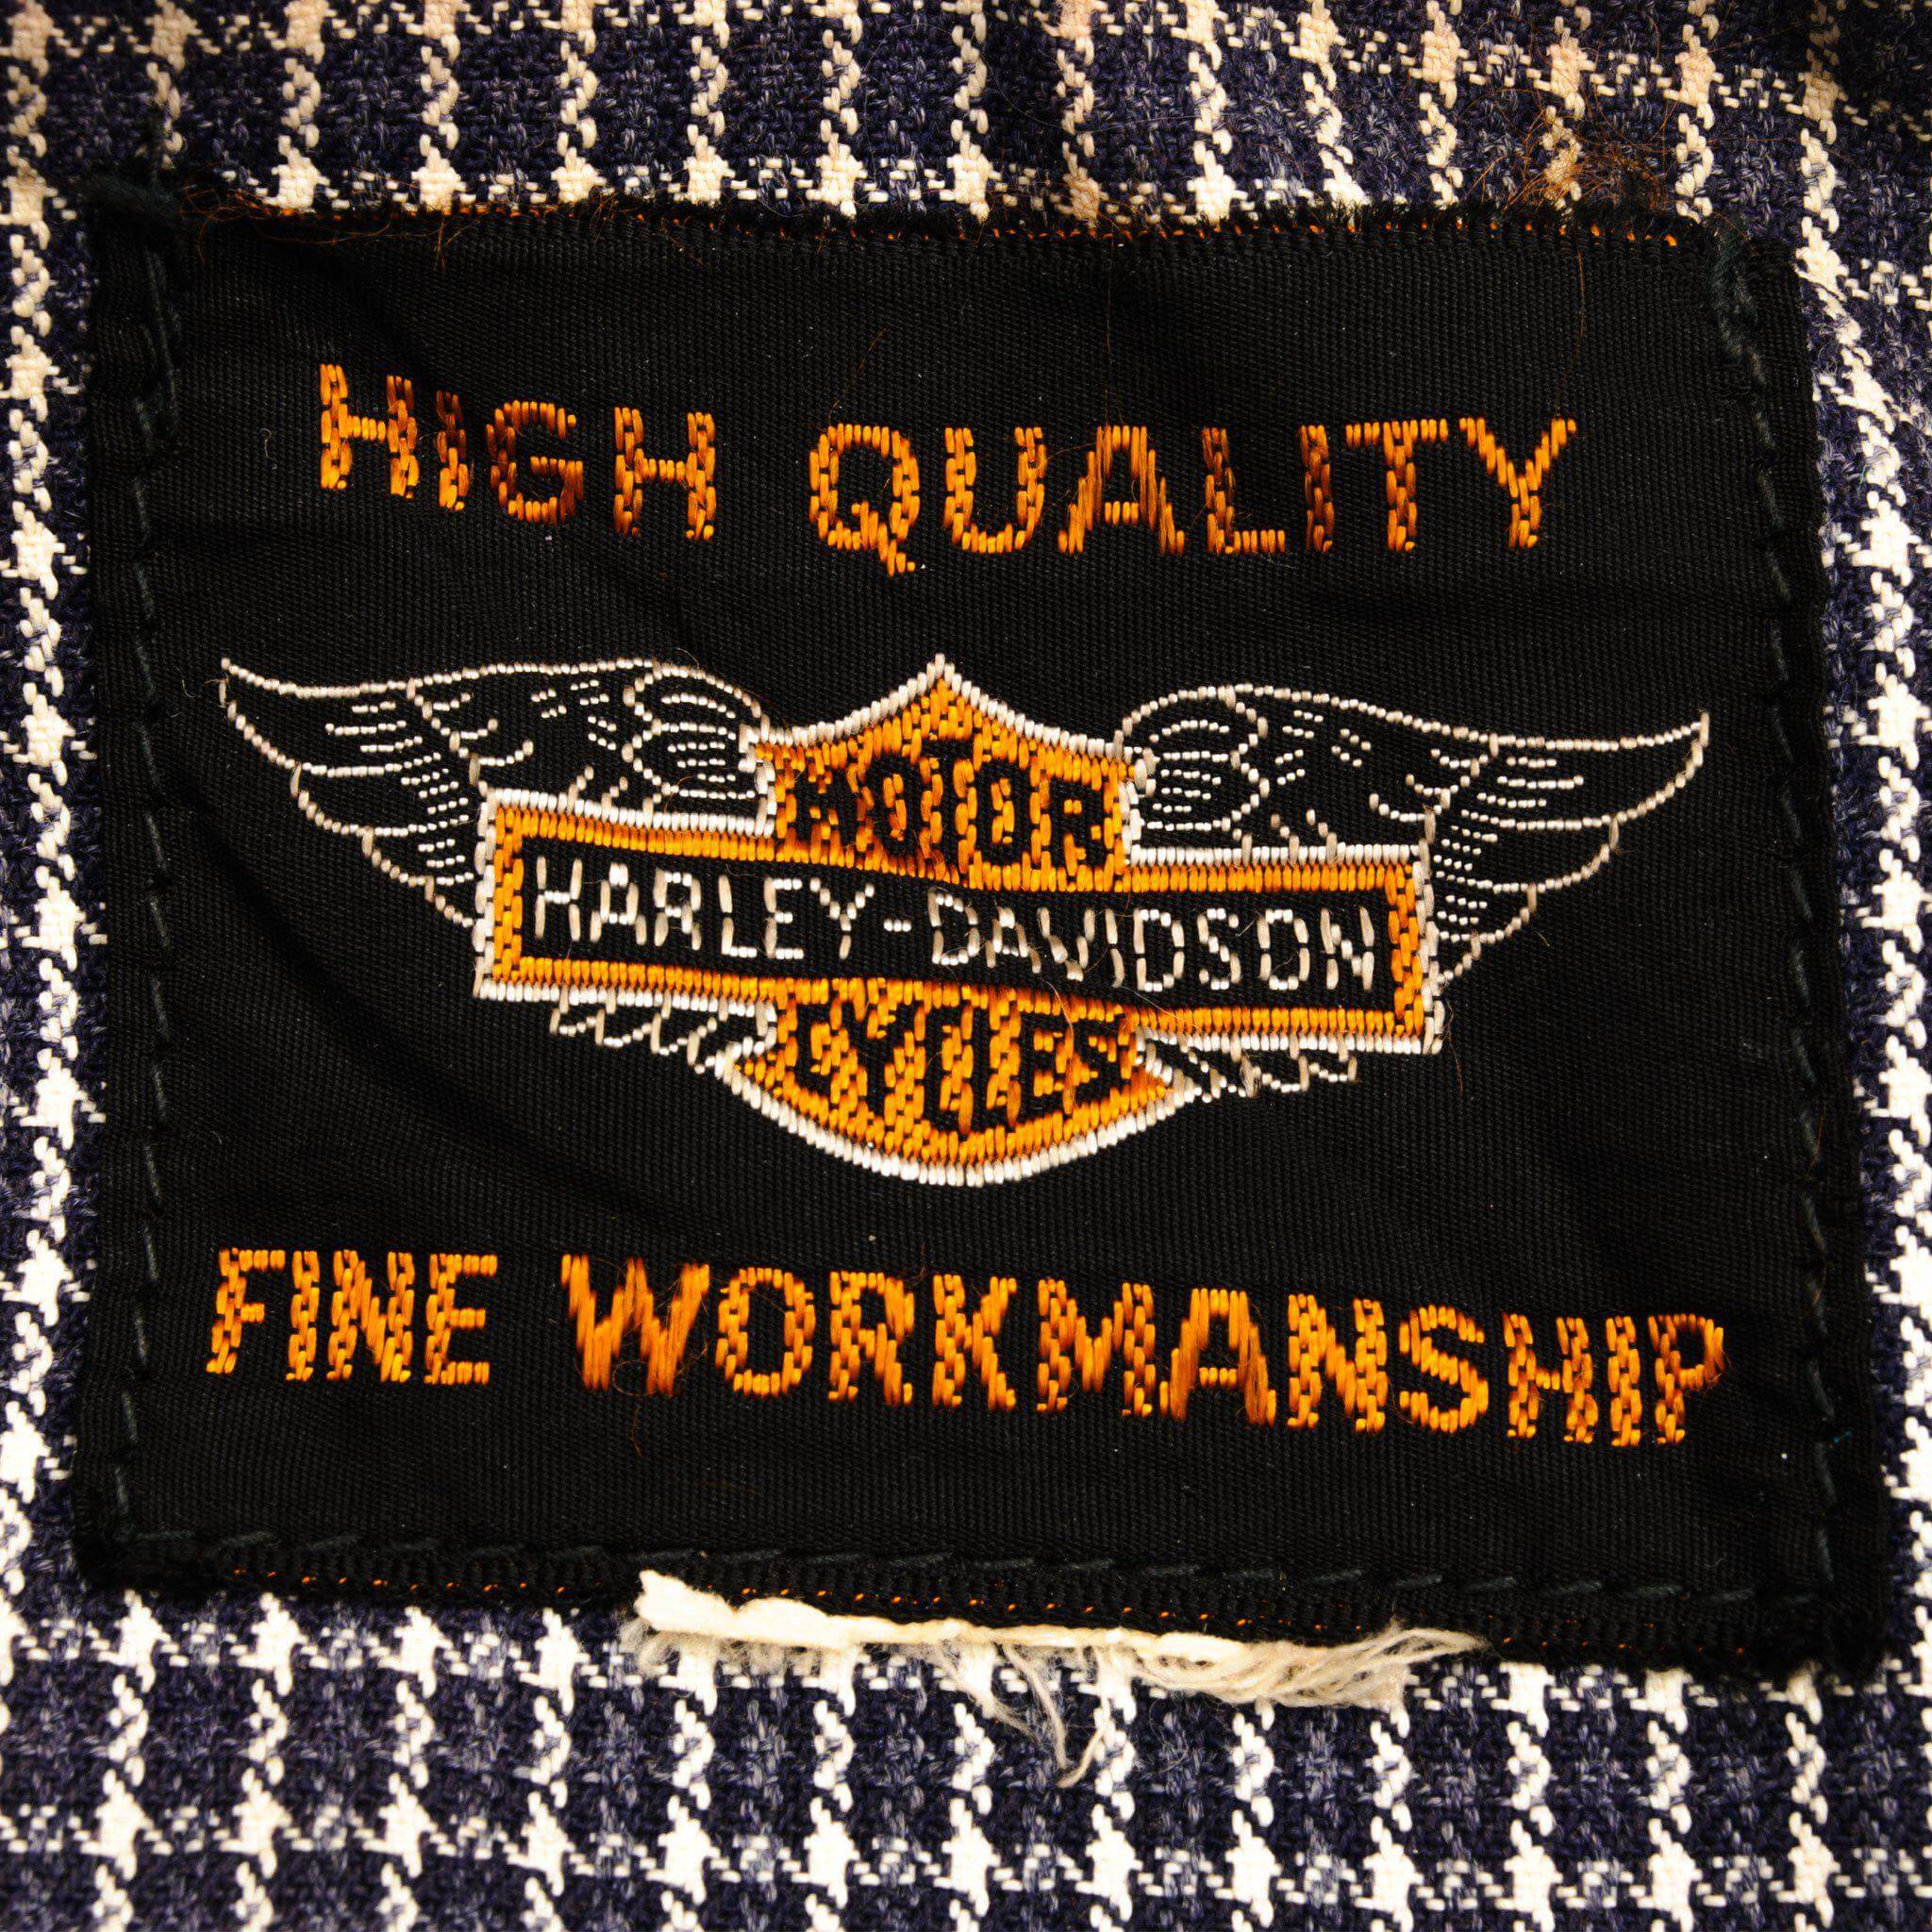 HIGH QUALITY
MOTOR
HARLEY-DAVIDSON
CYCLES
FINE WORKMANSHIP